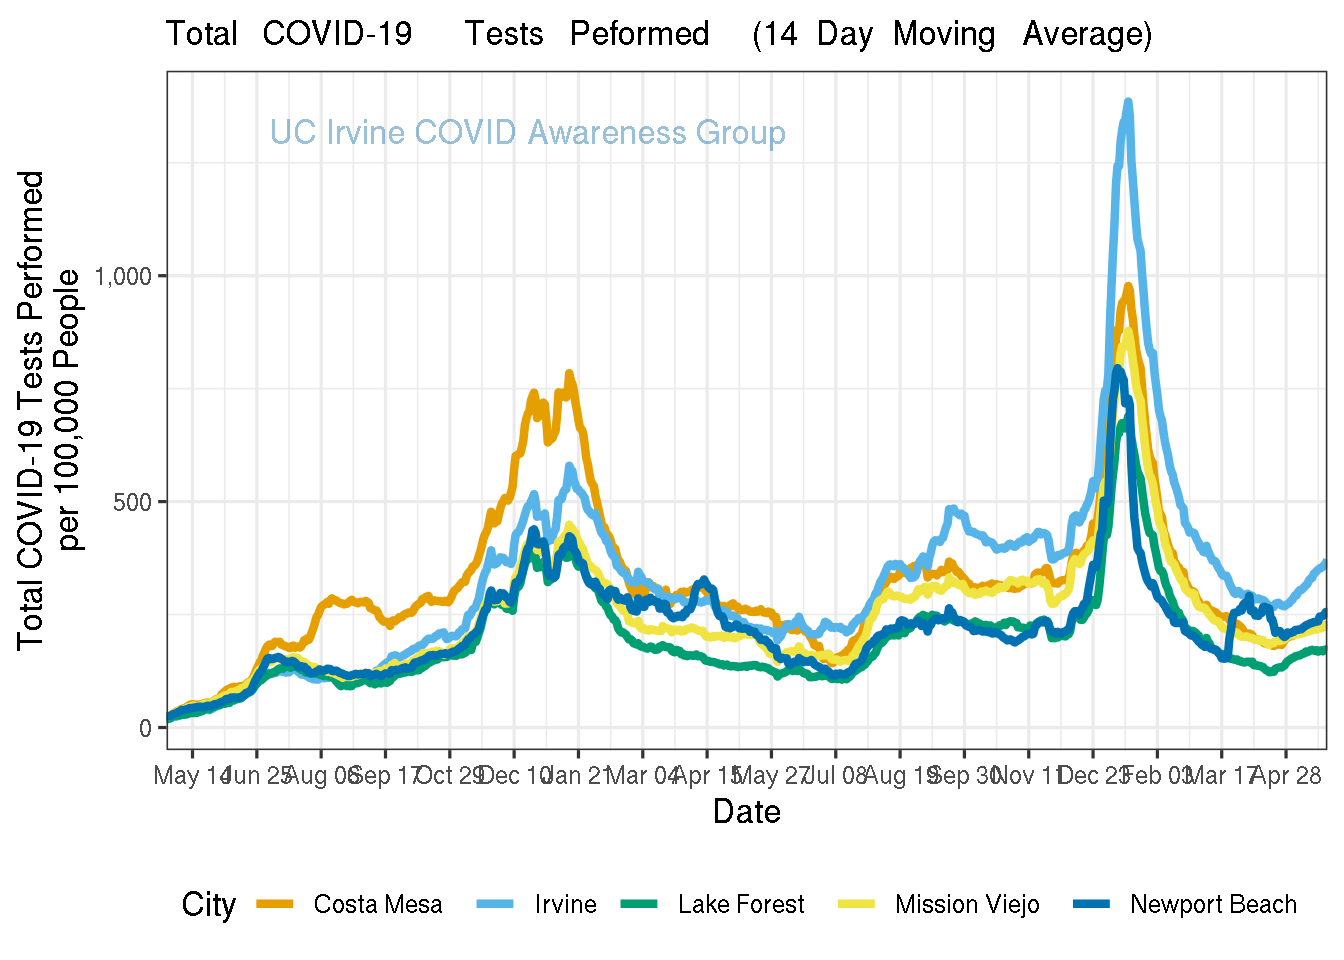 Total COVID-19 Tests Peformed (14 Day Moving Average)
UC Irvine COVID Awareness Group
Total COVID-19 Tests Performed
per 100,000 People
1,000
500
0
May 14 Jun 25 Aug 06 Sep 17 Oct 29 Dec 10 Jan 21 Mar 04 Apr 15 May 27 Jul 08 Aug 19 Sep 30 Nov 11 Dec 23 Feb 03 Mar 17 Apr 28
Date
City Costa Mesa Irvine Lake Forest Mission Viejo Newport Beach